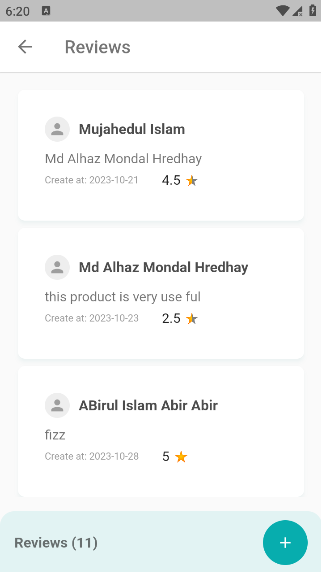 6:20 A
Reviews
Mujahedul Islam
Md Alhaz Mondal Hredhay
Create at: 2023-10-21 4.5
Md Alhaz Mondal Hredhay
this product is very use ful
Create at: 2023-10-23 2.5
ABirul Islam Abir Abir
fizz
Create at: 2023-10-28 5
Reviews (11) +